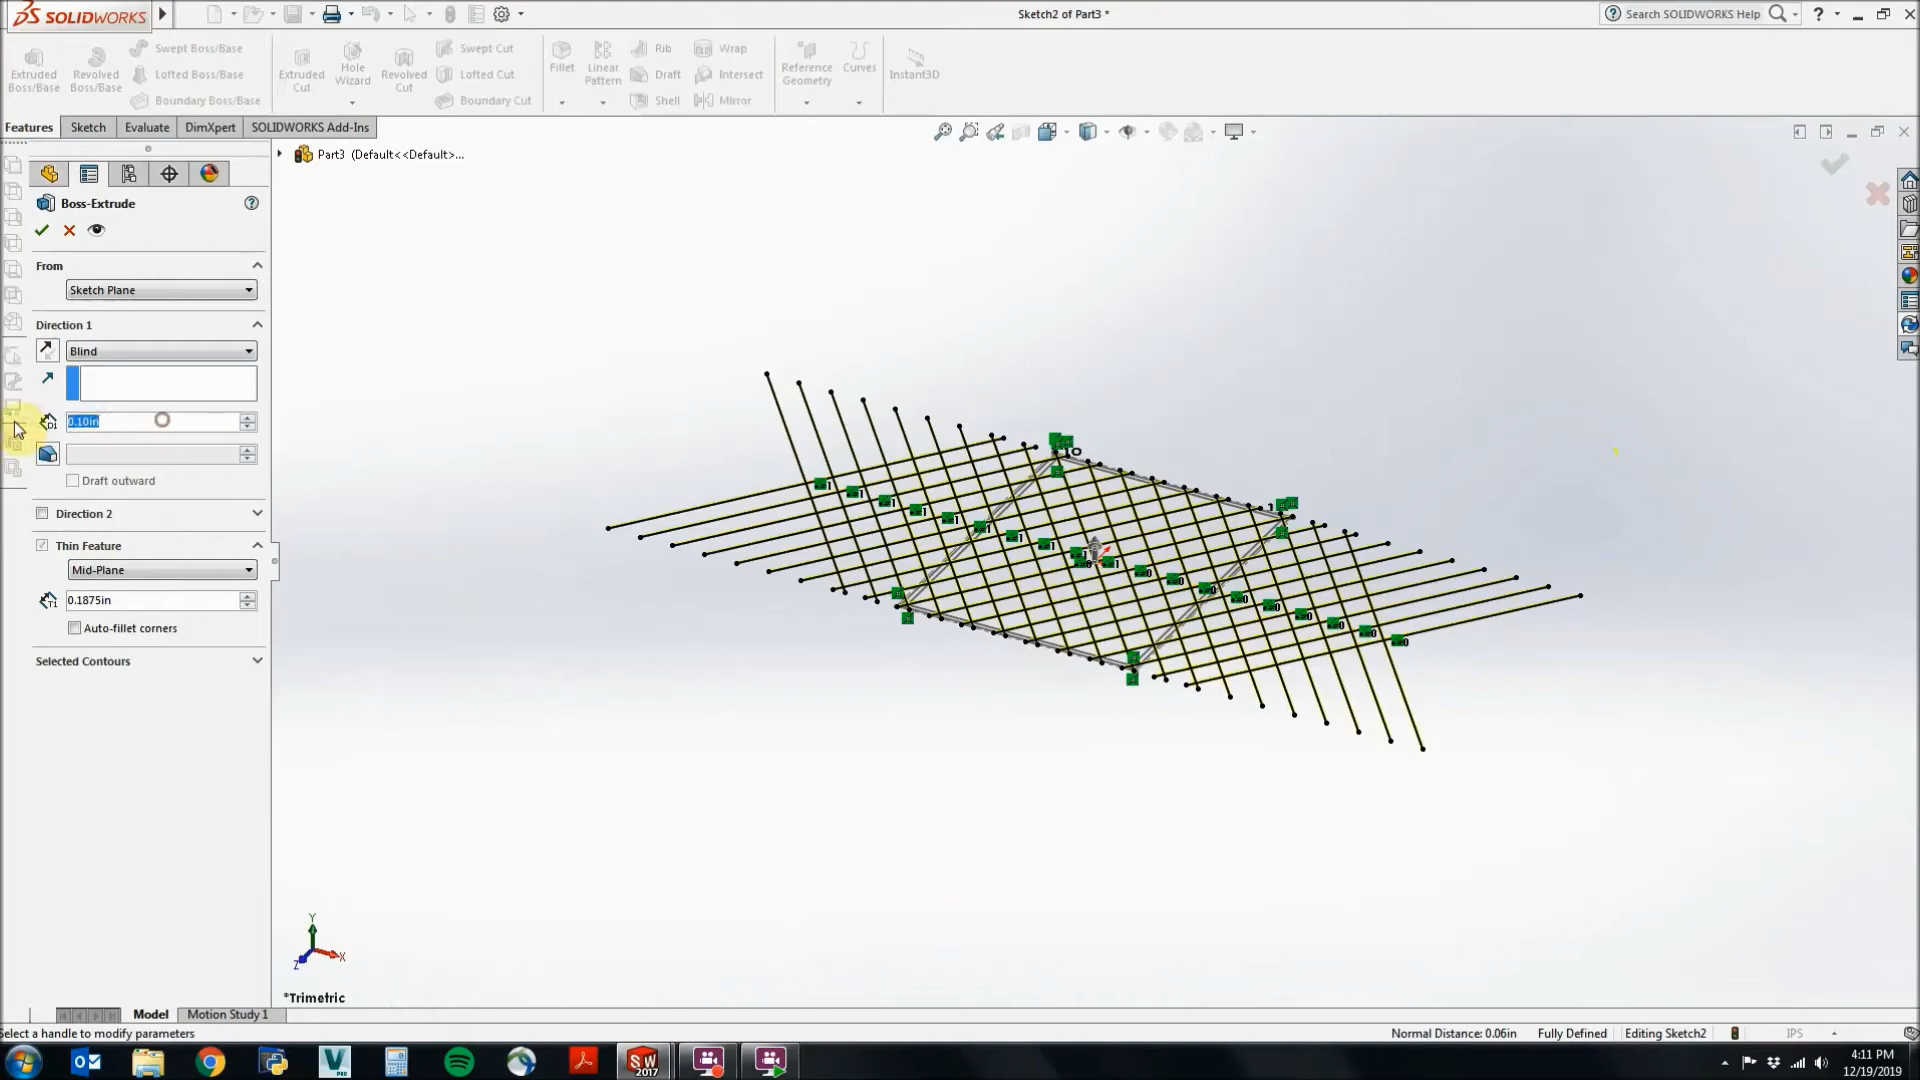 SOLIDWORKS
Sketch2 of Part3 *
Search SOLIDWORKS Help
Extruded Boss/Base
Revolved Boss/Base
Swept Boss/Base
Lofted Boss/Base
Boundary Boss/Base
Extruded Cut
Hole Wizard
Revolved Cut
Swept Cut
Lofted Cut
Boundary Cut
Fillet
Linear Pattern
Rib
Draft
Shell
Wrap
Intersect
Mirror
Reference Geometry
Curves
Instant3D
Features
Sketch
Evaluate
DimXpert
SOLIDWORKS Add-Ins
Part3 (Default<<Default>...
Boss-Extrude
From
Sketch Plane
Direction 1
Blind
0.10in
Draft outward
Direction 2
Thin Feature
Mid-Plane
0.1875in
Auto-fillet corners
Selected Contours
Y
X
Z
*Trimetric
Model
Motion Study 1
Select a handle to modify parameters
Normal Distance: 0.06in
Fully Defined
Editing Sketch2
IPS
SW
2017
4:11 PM
12/19/2019